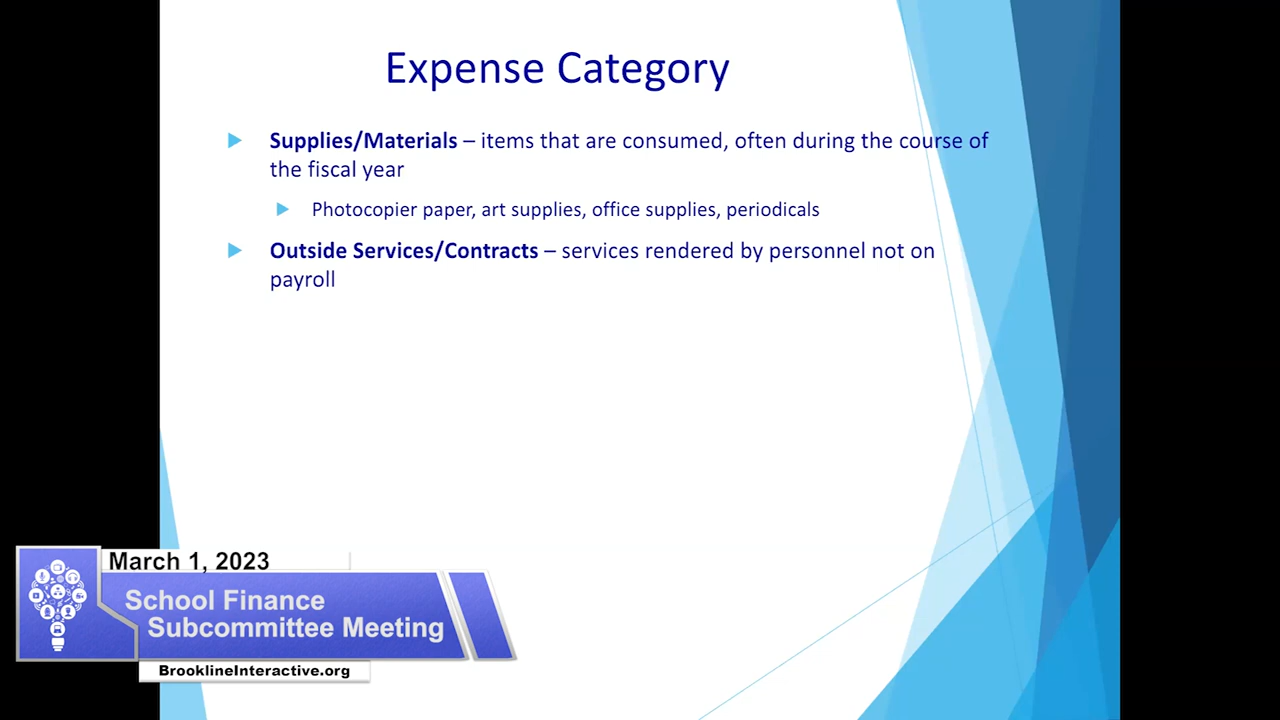 Expense Category
Supplies/Materials – items that are consumed, often during the course of
the fiscal year
Photocopier paper, art supplies, office supplies, periodicals
Outside Services/Contracts – services rendered by personnel not on
payroll
March 1, 2023
School Finance
Subcommittee Meeting
BrooklineInteractive.org